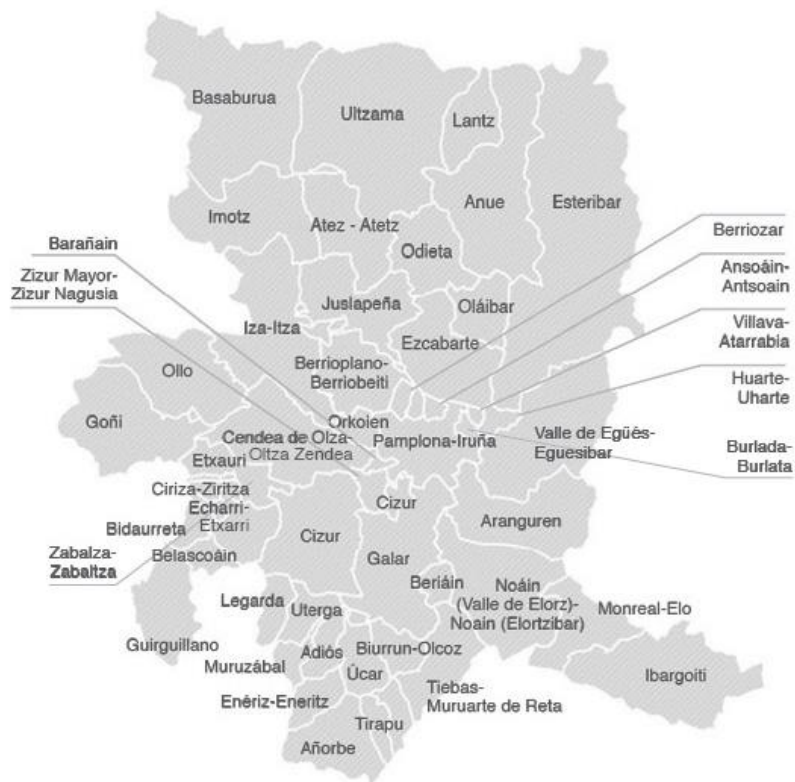 Basaburua
Ultzama
Lantz
Imotz
Atez - Atetz
Anue
Esteribar
Odieta
Barañain
Zizur Mayor-
Zizur Nagusia
Berriozar
Ansoáin-
Antsoain
Juslapeña
Oláibar
Iza-Itza
Ezcabarte
Villava-
Atarrabia
Berrioplano-
Berriobeiti
Ollo
Huarte-
Uharte
Goñi
Orkoien
Cendea de Olza-
Oltza Zendea
Pamplona-Iruña
Valle de Egüés-
Eguesibar
Burlada-
Burlata
Etxauri
Ciriza-Ziritza
Echarri-
Etxarri
Bidaurreta
Cizur
Aranguren
Zabalza-
Zabaltza
Belascoáin
Cizur
Galar
Beriáin
Noáin
(Valle de Elorz)-
Noain (Elortzibar)
Monreal-Elo
Legarda
Uterga
Guirguillano
Muruzábal
Adiós
Biurrun-Olcoz
Ibargoiti
Úcar
Enériz-Eneritz
Tiebas-
Muruarte de Reta
Tirapu
Añorbe